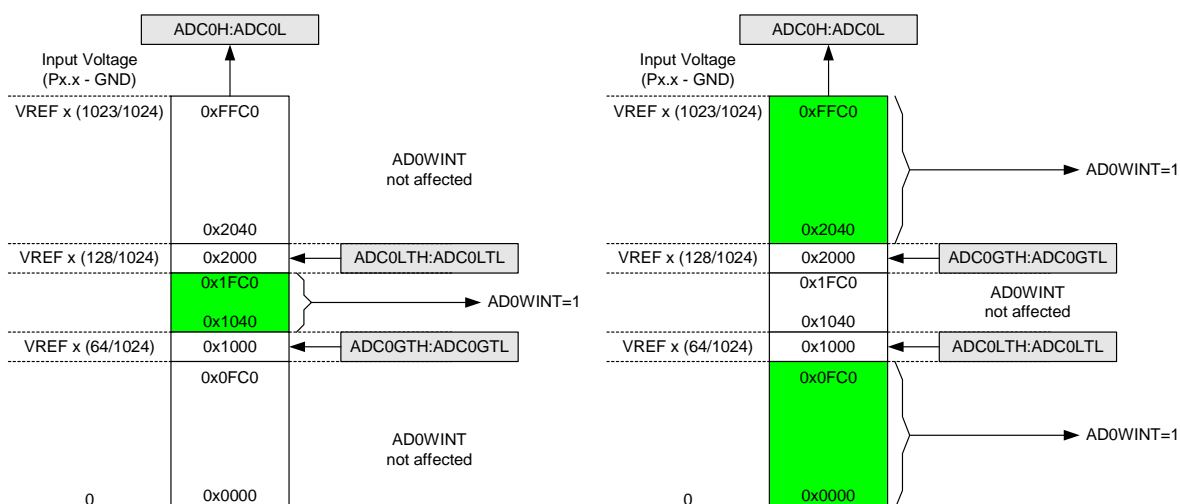 ADC0H:ADC0L
Input Voltage
(Px.x - GND)
VREF x (1023/1024)
0xFFC0
AD0WINT
not affected
0x2040
VREF x (128/1024)
0x2000
ADC0LTH:ADC0LTL
0x1FC0
AD0WINT=1
0x1040
VREF x (64/1024)
0x1000
ADC0GTH:ADC0GTL
0x0FC0
AD0WINT
not affected
0
0x0000
ADC0H:ADC0L
Input Voltage
(Px.x - GND)
VREF x (1023/1024)
0xFFC0
AD0WINT=1
0x2040
VREF x (128/1024)
0x2000
ADC0GTH:ADC0GTL
0x1FC0
AD0WINT
not affected
0x1040
VREF x (64/1024)
0x1000
ADC0LTH:ADC0LTL
0x0FC0
AD0WINT=1
0
0x0000